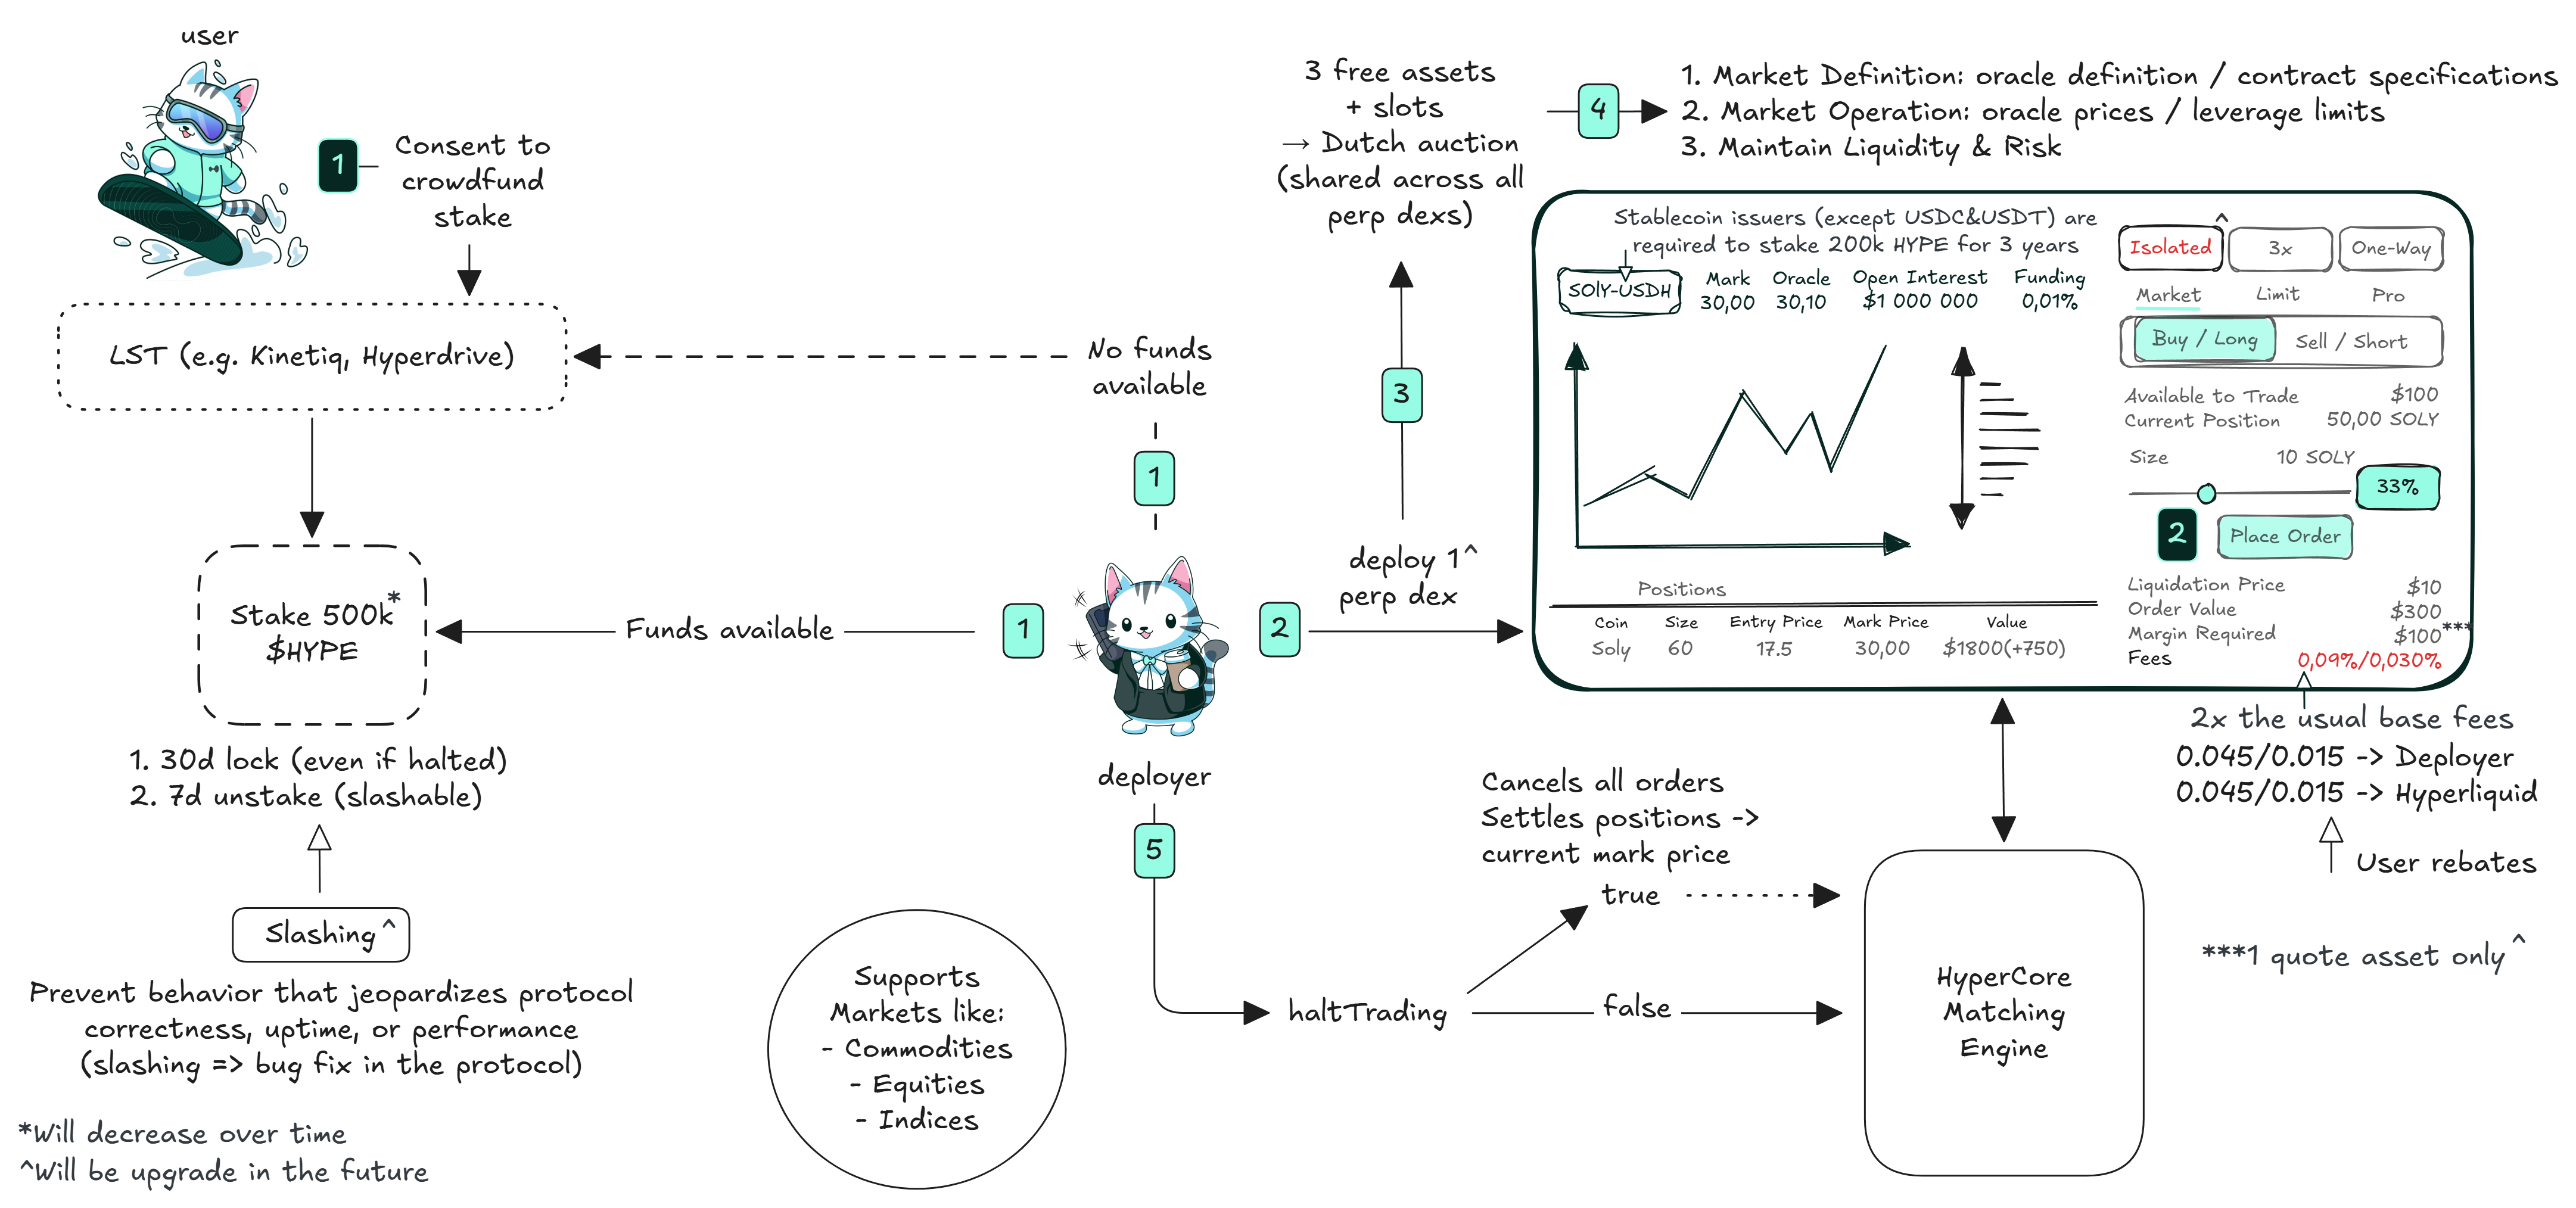 user
1
Consent to
crowdfund
stake
LST (e.g. Kinetiq, Hyperdrive)
No funds
available
1
Stake 500k*
$HYPE
Funds available
1
1. 30d lock (even if halted)
2. 7d unstake (slashable)
Slashing^
Prevent behavior that jeopardizes protocol
correctness, uptime, or performance
(slashing => bug fix in the protocol)
*Will decrease over time
^Will be upgrade in the future
deployer
2
deploy 1^
perp dex
3
3 free assets
+ slots
→ Dutch auction
(shared across all
perp dexs)
4
1. Market Definition: oracle definition / contract specifications
2. Market Operation: oracle prices / leverage limits
3. Maintain Liquidity & Risk
Stablecoin issuers (except USDC&USDT) are
required to stake 200k HYPE for 3 years
SOlY-USDH
Mark Oracle Open Interest Funding
30,00 30,10 $1 000 000 0,01%
^
Isolated 3x One-Way
Market Limit Pro
Buy / Long Sell / Short
Available to Trade $100
Current Position 50,00 SOLY
Size 10 SOLY
33%
2 Place Order
Liquidation Price $10
Order Value $300
Margin Required $100***
Fees 0,09%/0,030%
Positions
Coin Size Entry Price Mark Price Value
Soly 60 17.5 30,00 $1800(+750)
2x the usual base fees
0.045/0.015 -> Deployer
0.045/0.015 -> Hyperliquid
User rebates
***1 quote asset only^
5
haltTrading
Cancels all orders
Settles positions ->
current mark price
true
false
HyperCore
Matching
Engine
Supports
Markets like:
- Commodities
- Equities
- Indices